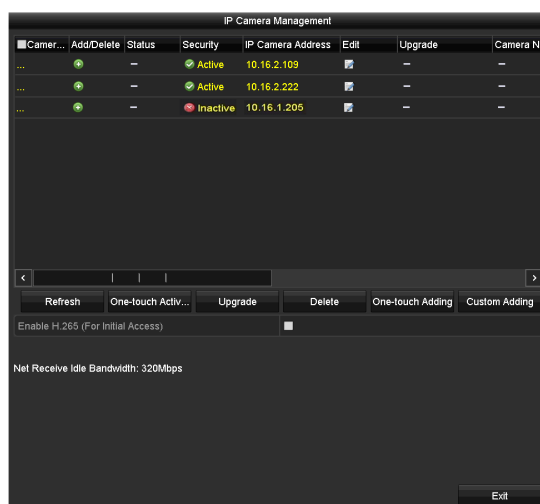 IP Camera Management
Camer... Add/Delete Status Security IP Camera Address Edit Upgrade Camera N
... – Active 10.16.2.109 – –
... – Active 10.16.2.222 – –
... – Inactive 10.16.1.205 – –
Refresh One-touch Activ... Upgrade Delete One-touch Adding Custom Adding
Enable H.265 (For Initial Access)
Net Receive Idle Bandwidth: 320Mbps
Exit